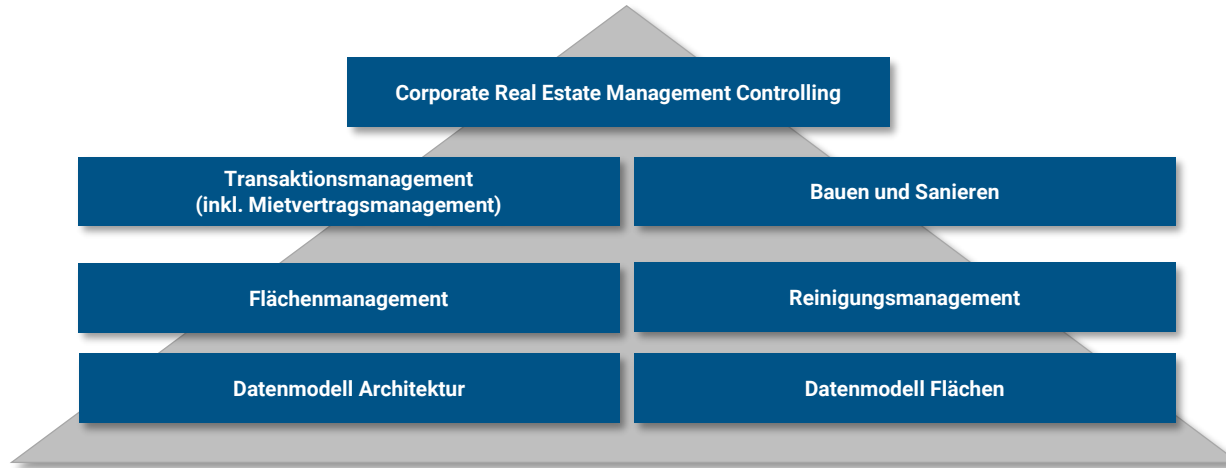 Corporate Real Estate Management Controlling
Transaktionsmanagement
(inkl. Mietvertragsmanagement)
Bauen und Sanieren
Flächenmanagement
Reinigungsmanagement
Datenmodell Architektur
Datenmodell Flächen